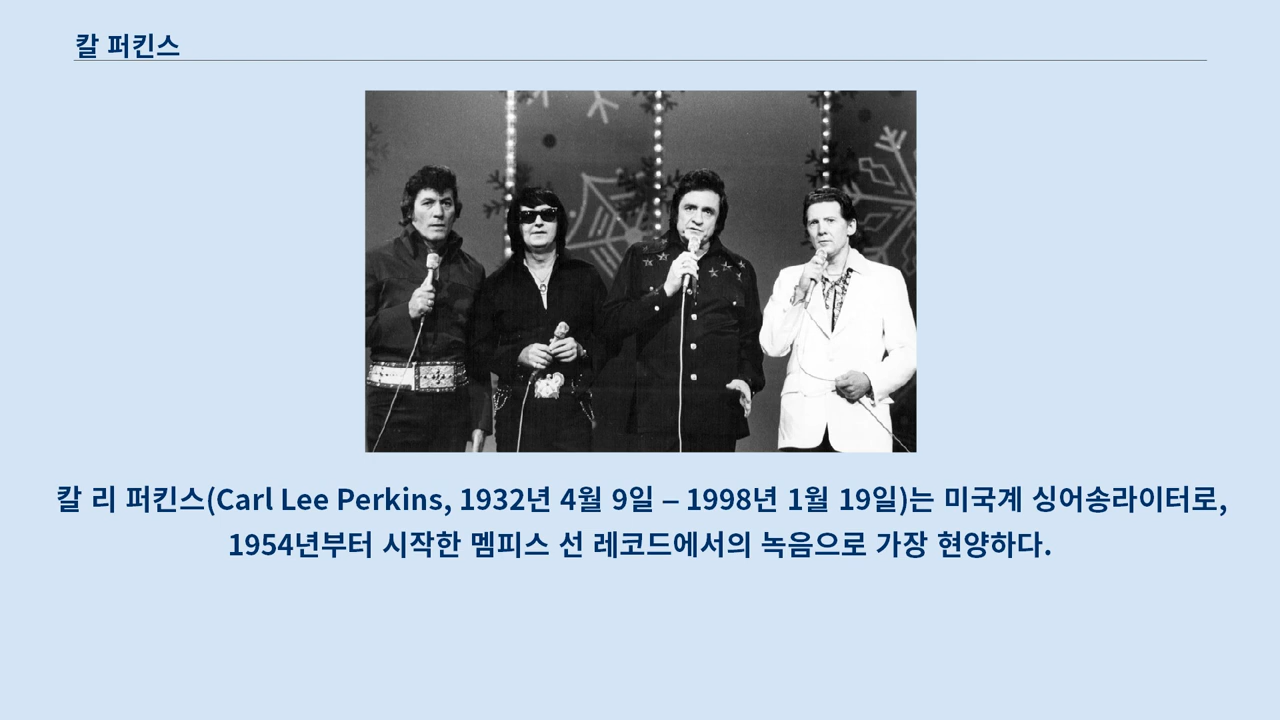 칼 퍼킨스
칼 리 퍼킨스(Carl Lee Perkins, 1932년 4월 9일 – 1998년 1월 19일)는 미국계 싱어송라이터로,
1954년부터 시작한 멤피스 선 레코드에서의 녹음으로 가장 현양하다.